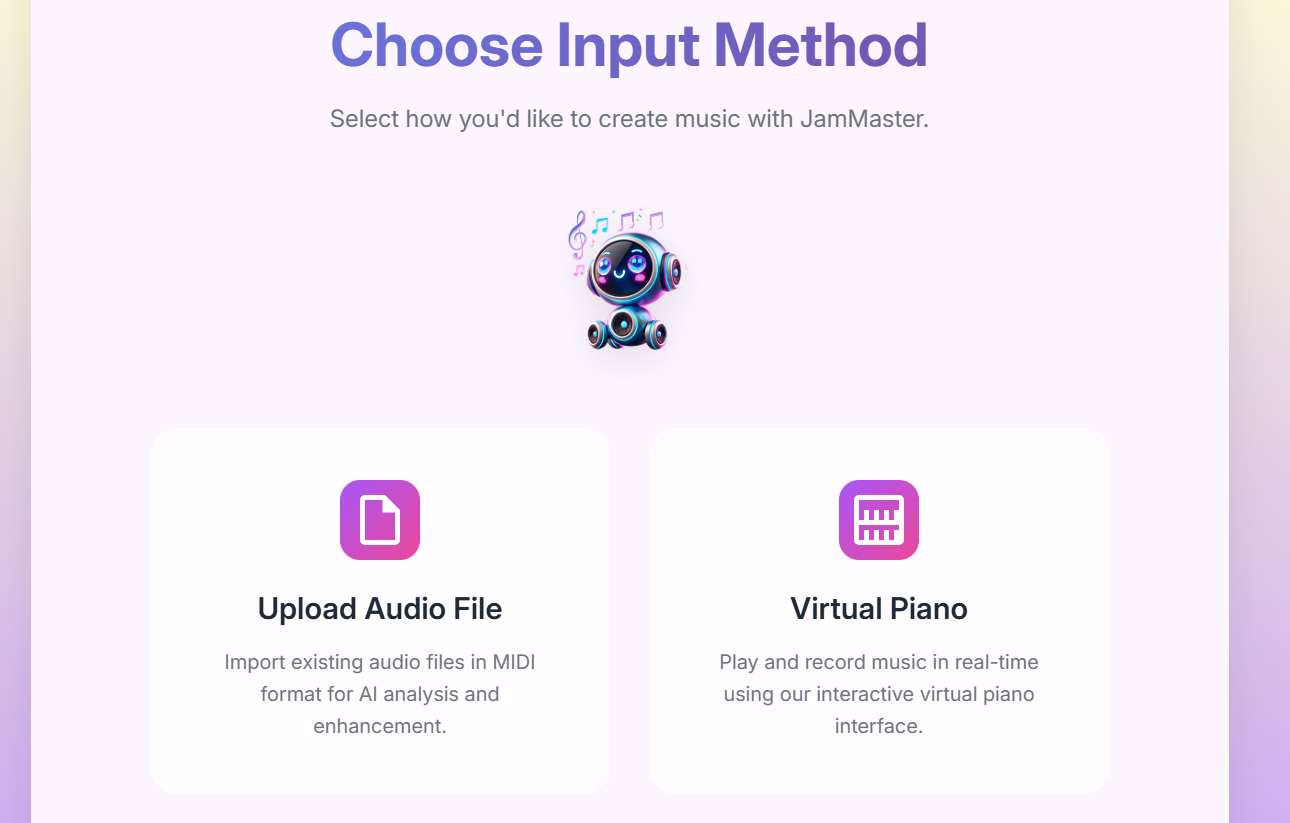 Choose Input Method
Select how you'd like to create music with JamMaster.
Upload Audio File
Import existing audio files in MIDI
format for AI analysis and
enhancement.
Virtual Piano
Play and record music in real-time
using our interactive virtual piano
interface.